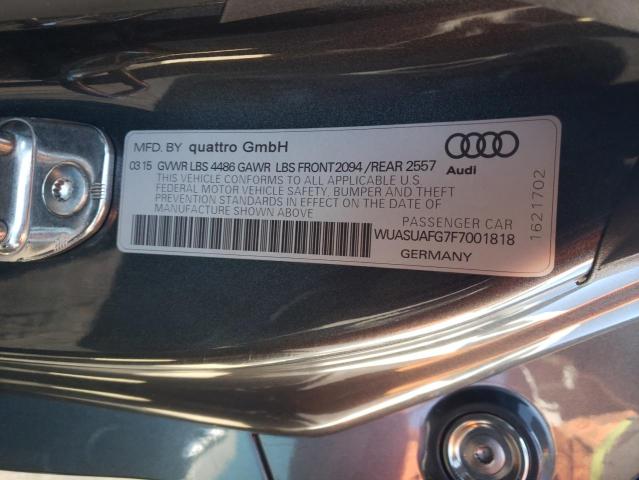 MFD. BY quattro GmbH
03.15 GVWR LBS 4486 GAWR LBS FRONT2094/REAR 2557
THIS VEHICLE CONFORMS TO ALL APPLICABLE U.S.
FEDERAL MOTOR VEHICLE SAFETY, BUMPER AND THEFT
PREVENTION STANDARDS IN EFFECT ON THE DATE OF
MANUFACTURE SHOWN ABOVE
PASSENGER CAR
WUASUAFG7F7001818
GERMANY
Audi
1621702